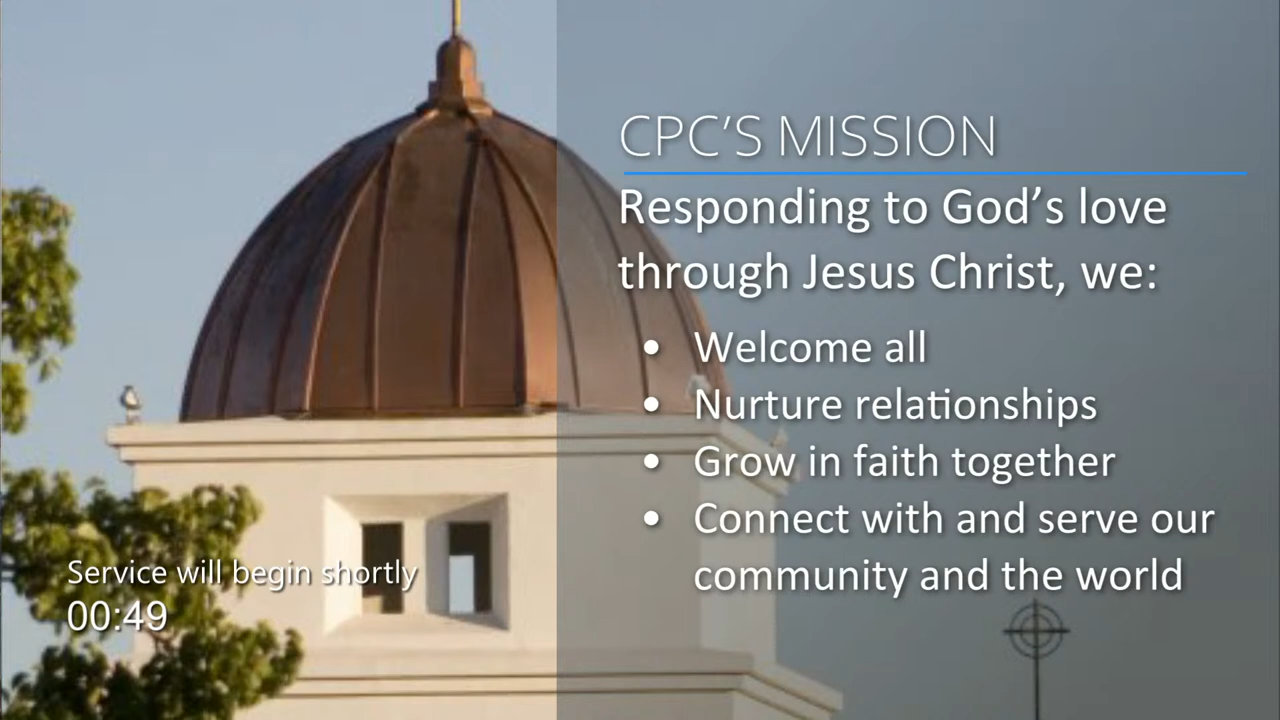 CPC’S MISSION
Responding to God’s love
through Jesus Christ, we:
• Welcome all
• Nurture relationships
• Grow in faith together
• Connect with and serve our
community and the world
Service will begin shortly
00:49